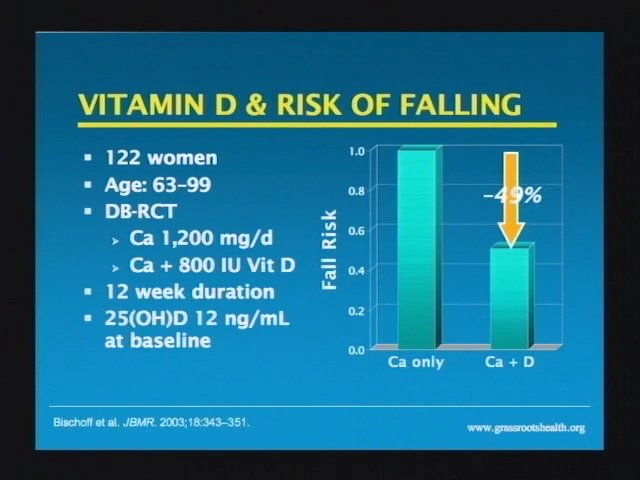 VITAMIN D & RISK OF FALLING
▪ 122 women
▪ Age: 63–99
▪ DB-RCT
➢ Ca 1,200 mg/d
➢ Ca + 800 IU Vit D
▪ 12 week duration
▪ 25(OH)D 12 ng/mL
at baseline
Fall Risk
1.0
0.8
0.6
0.4
0.2
0.0
–49%
Ca only
Ca + D
Bischoff et al. JBMR. 2003;18:343–351.
www.grassrootshealth.org